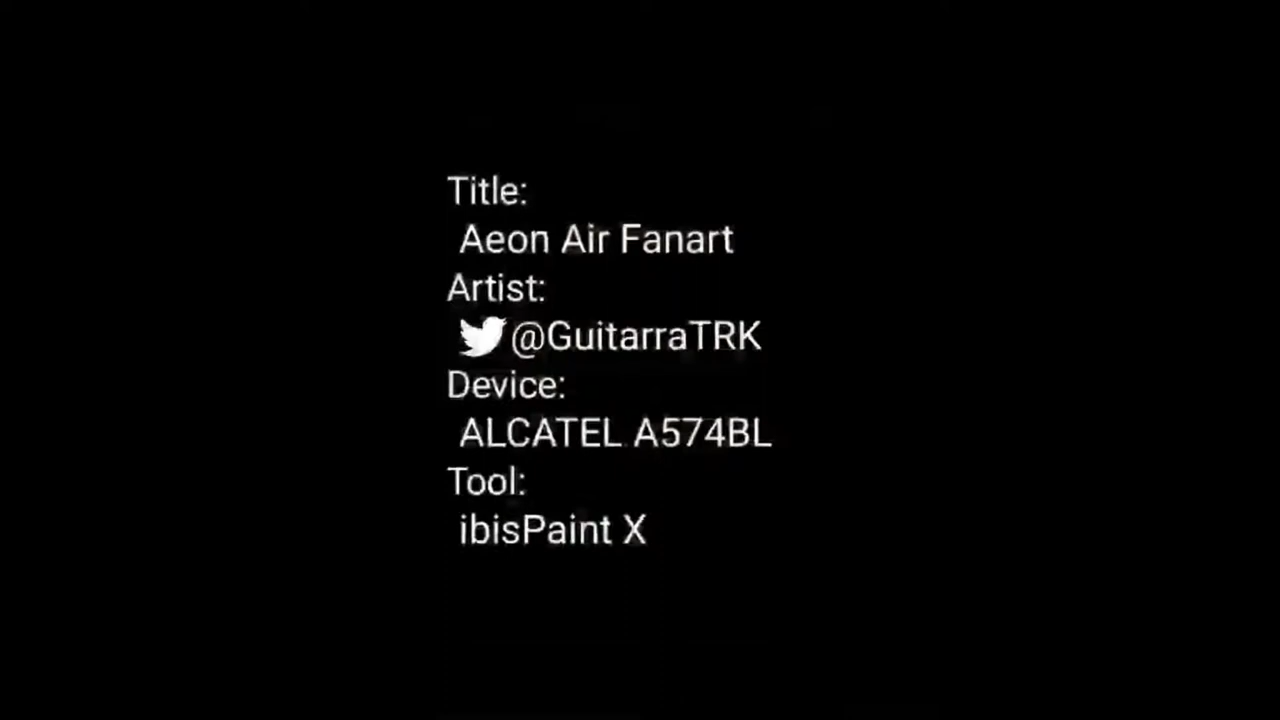 Title:
Aeon Air Fanart
Artist:
@GuitarraTRK
Device:
ALCATEL A574BL
Tool:
ibisPaint X